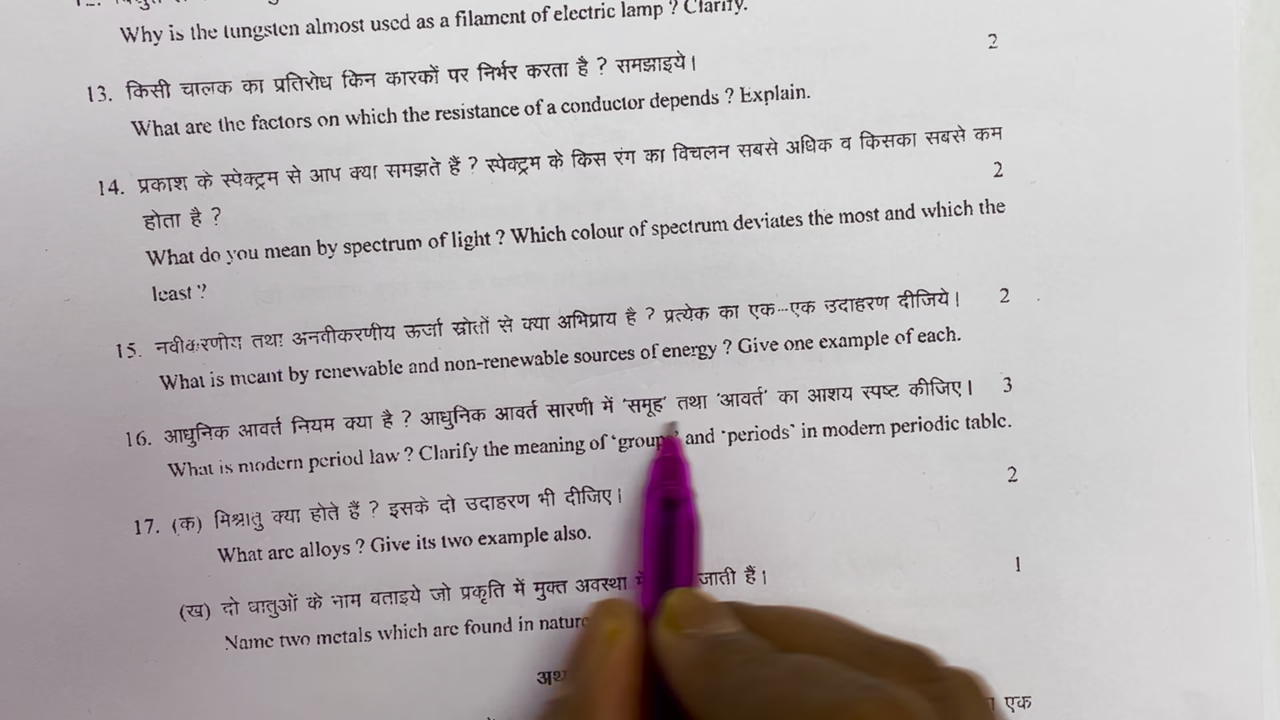 Why is the tungsten almost used as a filament of electric lamp ? Clarify.
2
13. किसी चालक का प्रतिरोध किन कारकों पर निर्भर करता है ? समझाइये।
What are the factors on which the resistance of a conductor depends ? Explain.
14. प्रकाश के स्पेक्ट्रम से आप क्या समझते हैं ? स्पेक्ट्रम के किस रंग का विचलन सबसे अधिक व किसका सबसे कम
होता है ? 2
What do you mean by spectrum of light ? Which colour of spectrum deviates the most and which the
least ?
15. नवीकरणीय तथा अनवीकरणीय ऊर्जा स्रोतों से क्या अभिप्राय है ? प्रत्येक का एक-एक उदाहरण दीजिये। 2
What is meant by renewable and non-renewable sources of energy ? Give one example of each.
16. आधुनिक आवर्त नियम क्या है ? आधुनिक आवर्त सारणी में 'समूह' तथा 'आवर्त' का आशय स्पष्ट कीजिए। 3
What is modern period law ? Clarify the meaning of and 'periods' in modern periodic table.
17. (क) मिश्रातु क्या होते हैं ? इसके दो उदाहरण भी दीजिए। 2
What are alloys ? Give its two example also.
(ख) दो धातुओं के नाम बताइये जो प्रकृति में मुक्त अवस्था जाती हैं। 1
Name two metals which are found in
एक